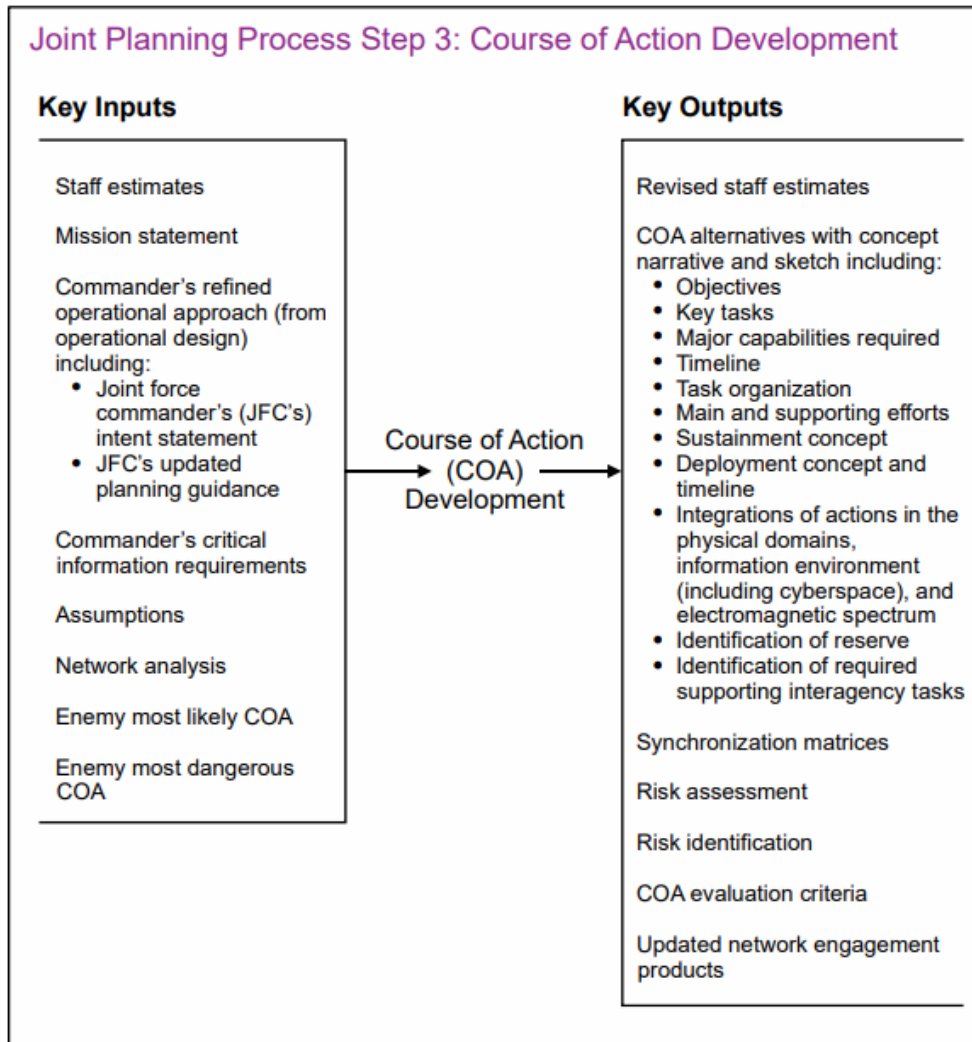 Joint Planning Process Step 3: Course of Action Development
Key Inputs
Staff estimates
Mission statement
Commander's refined
operational approach (from
operational design)
including:
• Joint force
commander's (JFC's)
intent statement
• JFC's updated
planning guidance
Commander's critical
information requirements
Assumptions
Network analysis
Enemy most likely COA
Enemy most dangerous
COA
Course of Action
(COA)
Development
Key Outputs
Revised staff estimates
COA alternatives with concept
narrative and sketch including:
• Objectives
• Key tasks
• Major capabilities required
• Timeline
• Task organization
• Main and supporting efforts
• Sustainment concept
• Deployment concept and
timeline
• Integrations of actions in the
physical domains,
information environment
(including cyberspace), and
electromagnetic spectrum
• Identification of reserve
• Identification of required
supporting interagency tasks
Synchronization matrices
Risk assessment
Risk identification
COA evaluation criteria
Updated network engagement
products